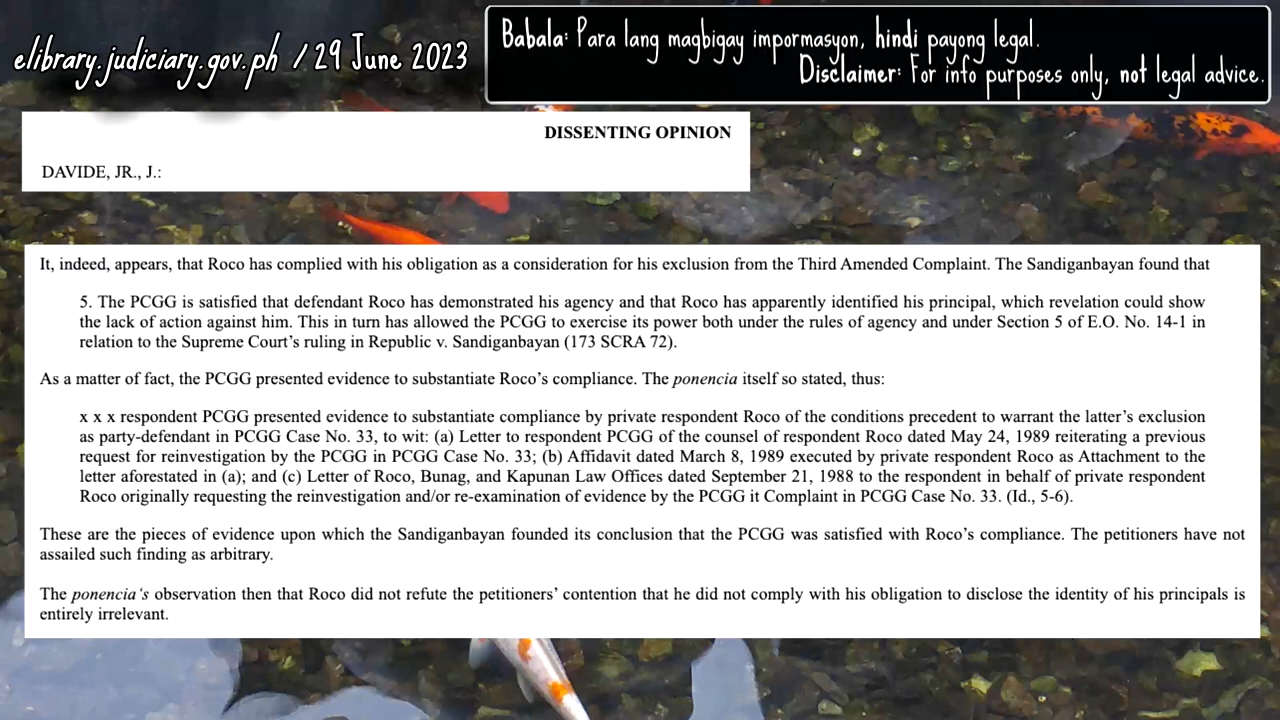 elibrary.judiciary.gov.ph / 29 June 2023
Babala: Para lang magbigay impormasyon, hindi payong legal.
Disclaimer: For info purposes only, not legal advice.
DISSENTING OPINION
DAVIDE, JR., J.:
It, indeed, appears, that Roco has complied with his obligation as a consideration for his exclusion from the Third Amended Complaint. The Sandiganbayan found that
5. The PCGG is satisfied that defendant Roco has demonstrated his agency and that Roco has apparently identified his principal, which revelation could show
the lack of action against him. This in turn has allowed the PCGG to exercise its power both under the rules of agency and under Section 5 of E.O. No. 14-1 in
relation to the Supreme Court's ruling in Republic v. Sandiganbayan (173 SCRA 72).
As a matter of fact, the PCGG presented evidence to substantiate Roco's compliance. The ponencia itself so stated, thus:
x x x respondent PCGG presented evidence to substantiate compliance by private respondent Roco of the conditions precedent to warrant the latter's exclusion
as party-defendant in PCGG Case No. 33, to wit: (a) Letter to respondent PCGG of the counsel of respondent Roco dated May 24, 1989 reiterating a previous
request for reinvestigation by the PCGG in PCGG Case No. 33; (b) Affidavit dated March 8, 1989 executed by private respondent Roco as Attachment to the
letter aforestated in (a); and (c) Letter of Roco, Bunag, and Kapunan Law Offices dated September 21, 1988 to the respondent in behalf of private respondent
Roco originally requesting the reinvestigation and/or re-examination of evidence by the PCGG it Complaint in PCGG Case No. 33. (Id., 5-6).
These are the pieces of evidence upon which the Sandiganbayan founded its conclusion that the PCGG was satisfied with Roco's compliance. The petitioners have not
assailed such finding as arbitrary.
The ponencia's observation then that Roco did not refute the petitioners' contention that he did not comply with his obligation to disclose the identity of his principals is
entirely irrelevant.